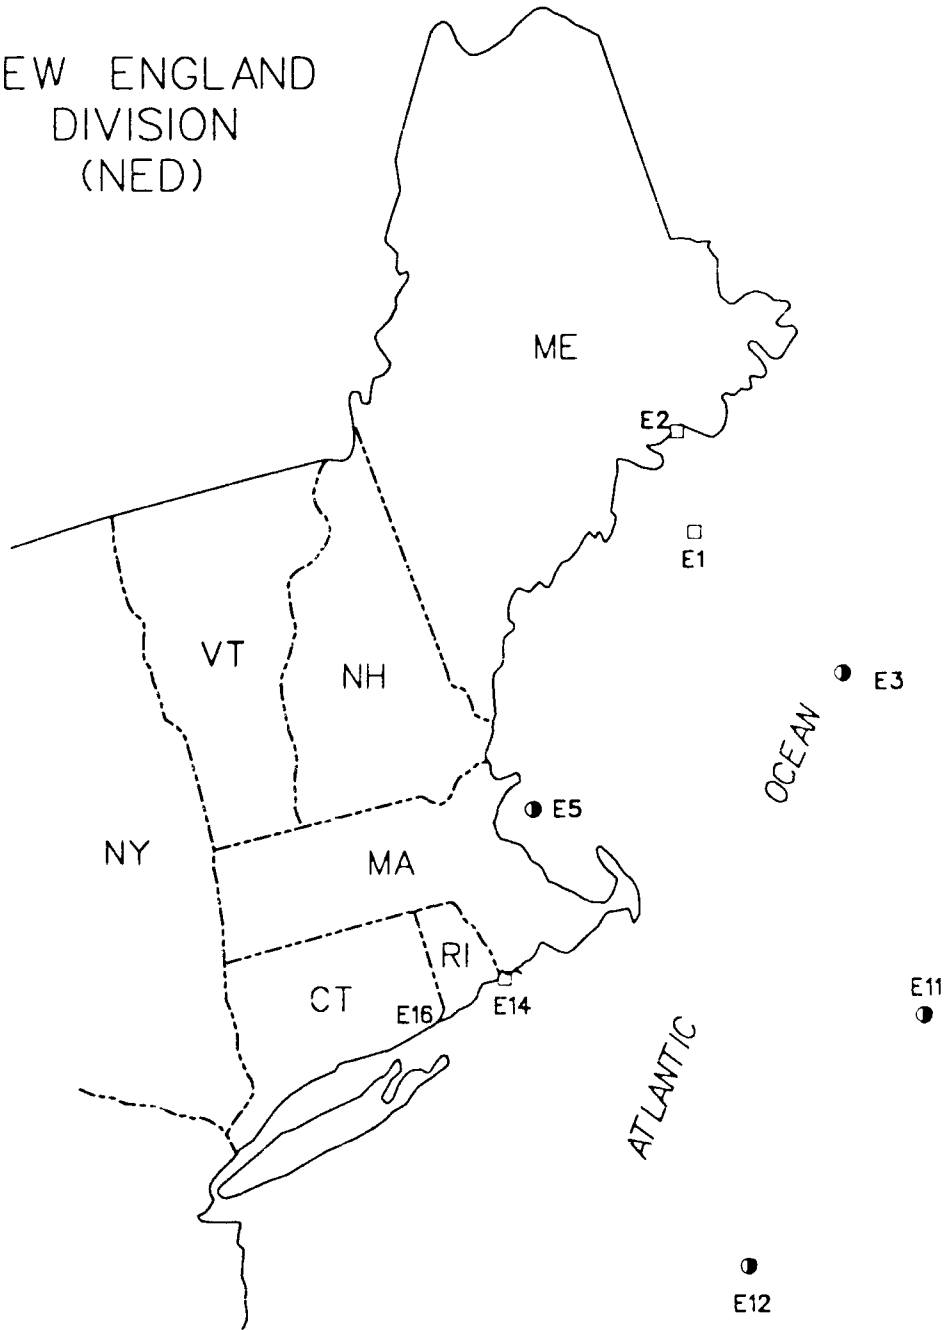 EW ENGLAND
DIVISION
(NED)
ME
E2
E1
VT
NH
E3
OCEAN
E5
NY
MA
RI
CT
E16
E14
E11
ATLANTIC
E12